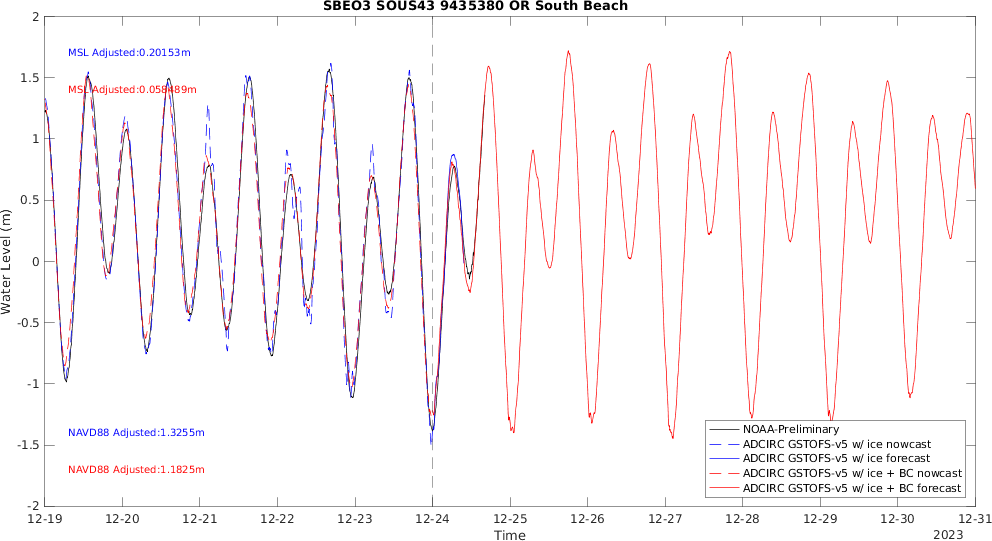 SBEO3 SOUS43 9435380 OR South Beach
2
1.5
1
0.5
0
-0.5
-1
-1.5
-2
Water Level (m)
MSL Adjusted:0.20153m
MSL Adjusted:0.058489m
NAVD88 Adjusted:1.3255m
NAVD88 Adjusted:1.1825m
NOAA-Preliminary
ADCIRC GSTOFS-v5 w/ ice nowcast
ADCIRC GSTOFS-v5 w/ ice forecast
ADCIRC GSTOFS-v5 w/ ice + BC nowcast
ADCIRC GSTOFS-v5 w/ ice + BC forecast
12-19 12-20 12-21 12-22 12-23 12-24 12-25 12-26 12-27 12-28 12-29 12-30 12-31
Time
2023